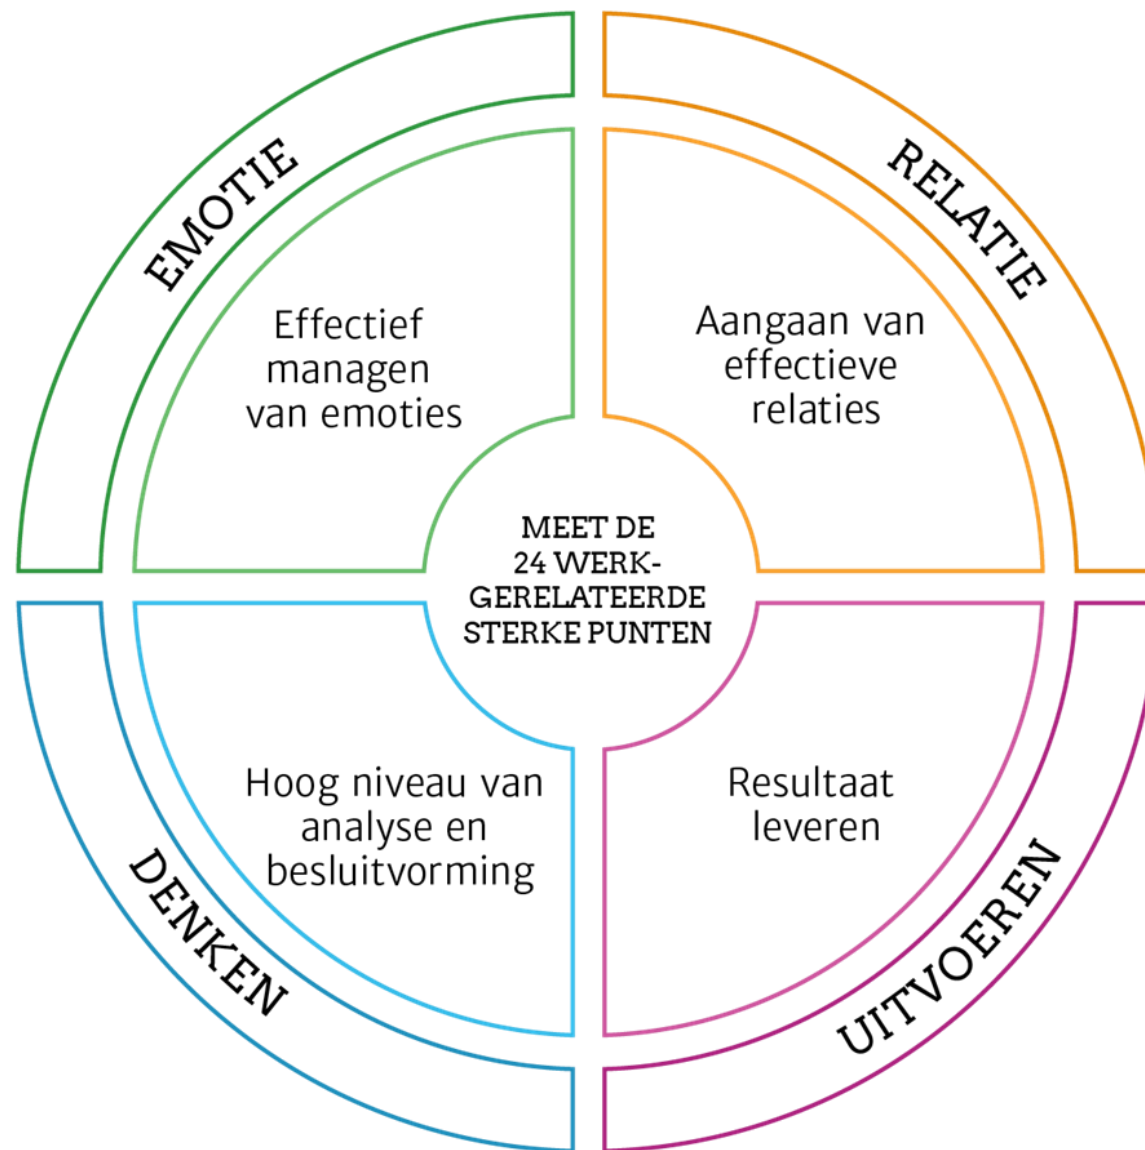 EMOTIE
RELATIE
Effectief
managen
van emoties
Aangaan van
effectieve
relaties
MEET DE
24 WERK-
GERELATEERDE
STERKE PUNTEN
Hoog niveau van
analyse en
besluitvorming
Resultaat
leveren
DENKEN
UITVOEREN